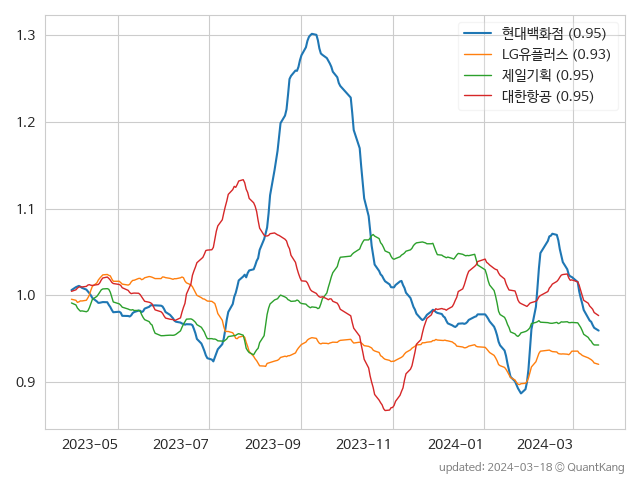 1.3
1.2
1.1
1.0
0.9
현대백화점 (0.95)
LG유플러스 (0.93)
제일기획 (0.95)
대한항공 (0.95)
2023-05 2023-07 2023-09 2023-11 2024-01 2024-03
updated: 2024-03-18 © QuantKang